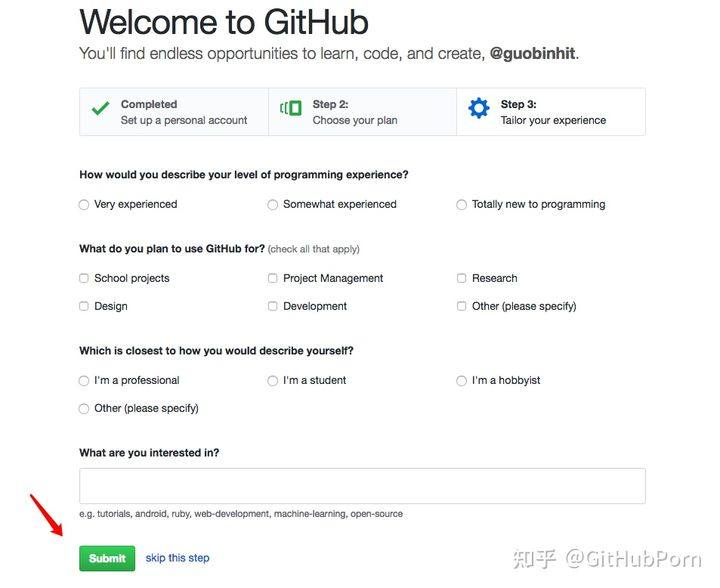 Welcome to GitHub
You'll find endless opportunities to learn, code, and create, @guobinhit.
Completed
Set up a personal account
Step 2:
Choose your plan
Step 3:
Tailor your experience
How would you describe your level of programming experience?
Very experienced Somewhat experienced Totally new to programming
What do you plan to use GitHub for? (check all that apply)
School projects Project Management Research
Design Development Other (please specify)
Which is closest to how you would describe yourself?
I'm a professional I'm a student I'm a hobbyist
Other (please specify)
What are you interested in?
e.g. tutorials, android, ruby, web-development, machine-learning, open-source
Submit skip this step
知乎 @GitHubPorn